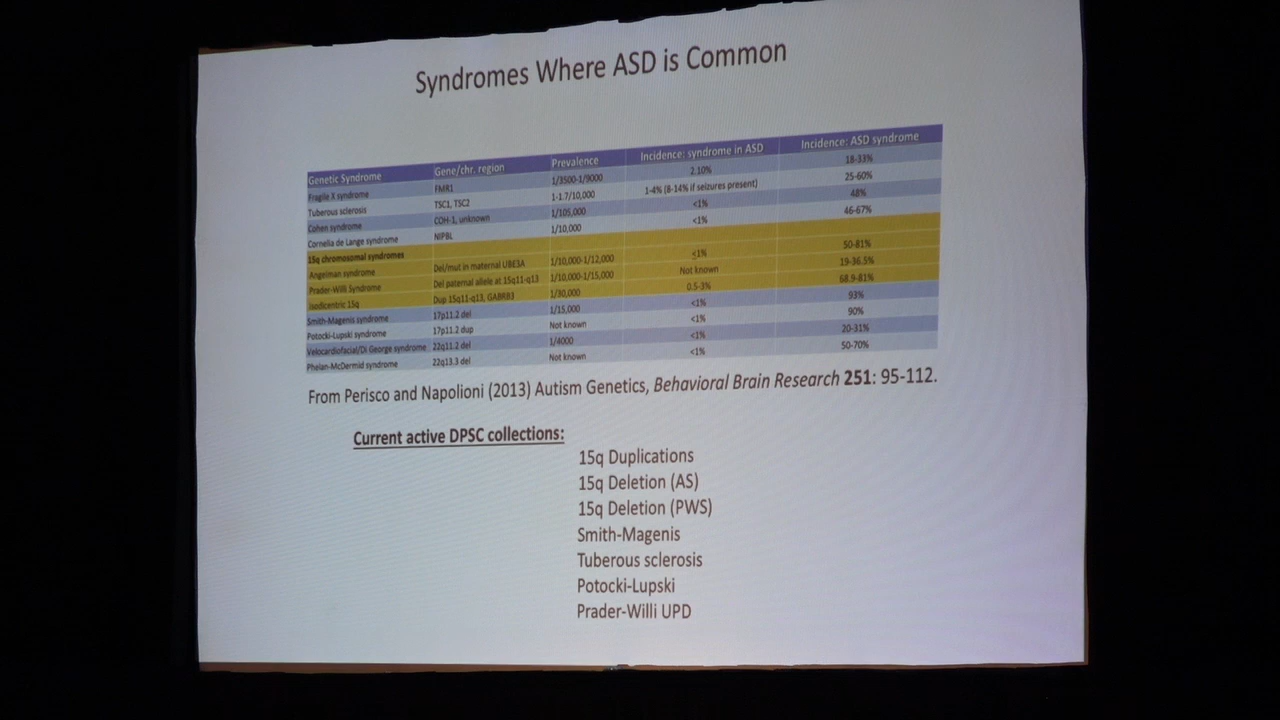 Syndromes Where ASD is Common
Genetic Syndrome Gene/chr. region Prevalence Incidence: syndrome in ASD Incidence: ASD syndrome
Fragile X syndrome FMR1 1/3500-1/9000 2.10% 18-33%
Tuberous sclerosis TSC1, TSC2 1-1.7/10,000 1-4% (8-14% if seizures present) 25-60%
Cohen syndrome COH-1, unknown 1/105,000 <1% 48%
Cornelia de Lange syndrome NIPBL 1/10,000 <1% 46-67%
15q chromosomal syndromes
Angelman syndrome Del/mut in maternal UBE3A 1/10,000-1/12,000 <1% 50-81%
Prader-Willi Syndrome Del paternal allele at 15q11-q13 1/10,000-1/15,000 Not known 19-36.5%
Isodicentric 15q Dup 15q11-q13, GABRB3 1/30,000 0.5-3% 68.9-81%
Smith-Magenis syndrome 17p11.2 del 1/15,000 <1% 93%
Potocki-Lupski syndrome 17p11.2 dup Not known <1% 90%
Velocardiofacial/Di George syndrome 22q11.2 del 1/4000 <1% 20-31%
Phelan-McDermid syndrome 22q13.3 del Not known <1% 50-70%
From Perisco and Napolioni (2013) Autism Genetics, Behavioral Brain Research 251: 95-112.
Current active DPSC collections:
15q Duplications
15q Deletion (AS)
15q Deletion (PWS)
Smith-Magenis
Tuberous sclerosis
Potocki-Lupski
Prader-Willi UPD